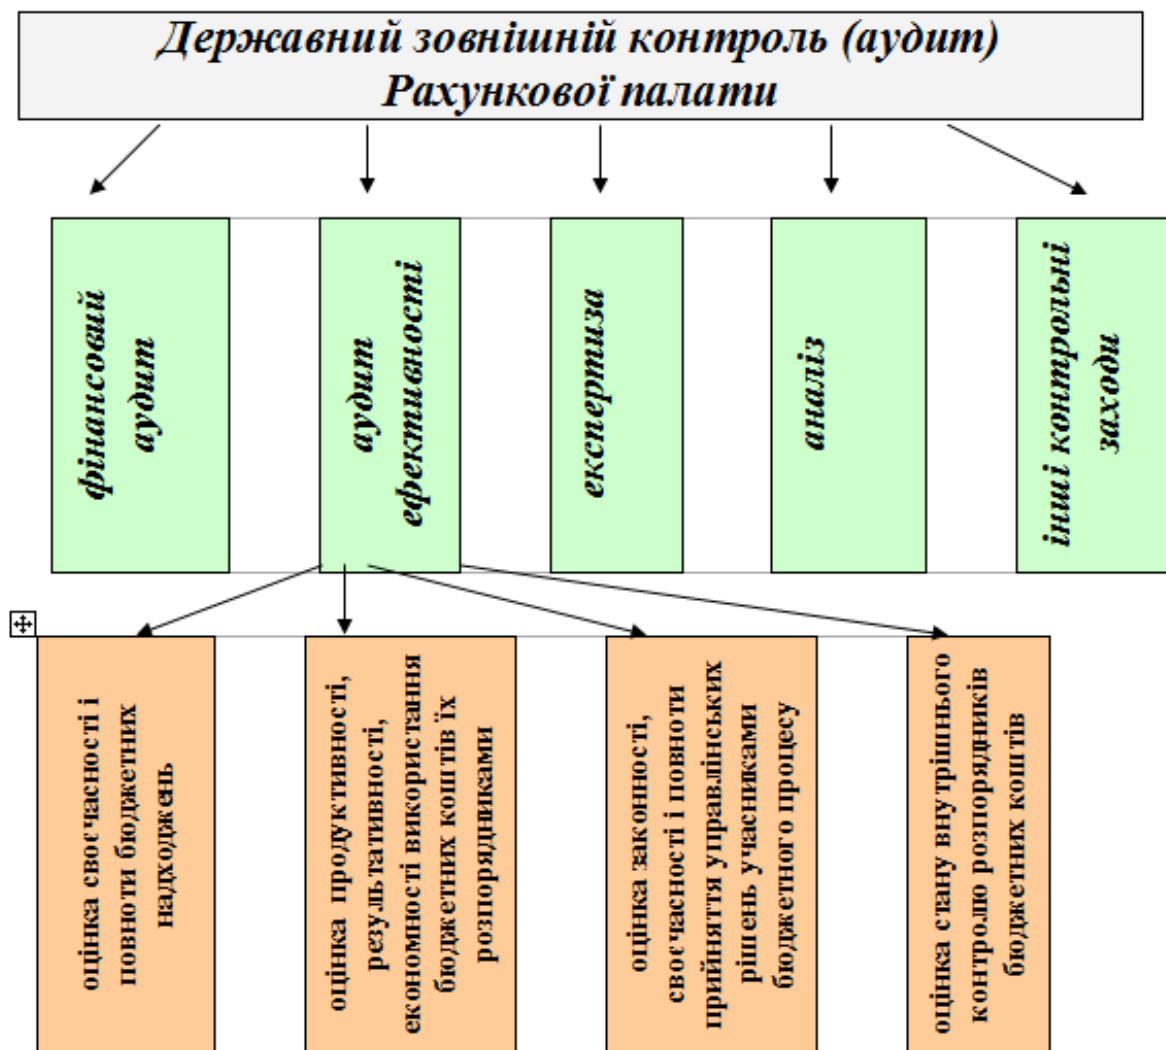 Державний зовнішній контроль (аудит)
Рахункової палати
фінансовий
аудит
аудит
ефективності
експертиза
аналіз
інші контрольні
заходи
оцінка своєчасності і
повноти бюджетних
надходжень
оцінка продуктивності,
результативності,
економності використання
бюджетних коштів їх
розпорядниками
оцінка законності,
своєчасності і повноти
прийняття управлінських
рішень учасниками
бюджетного процесу
оцінка стану внутрішнього
контролю розпорядників
бюджетних коштів